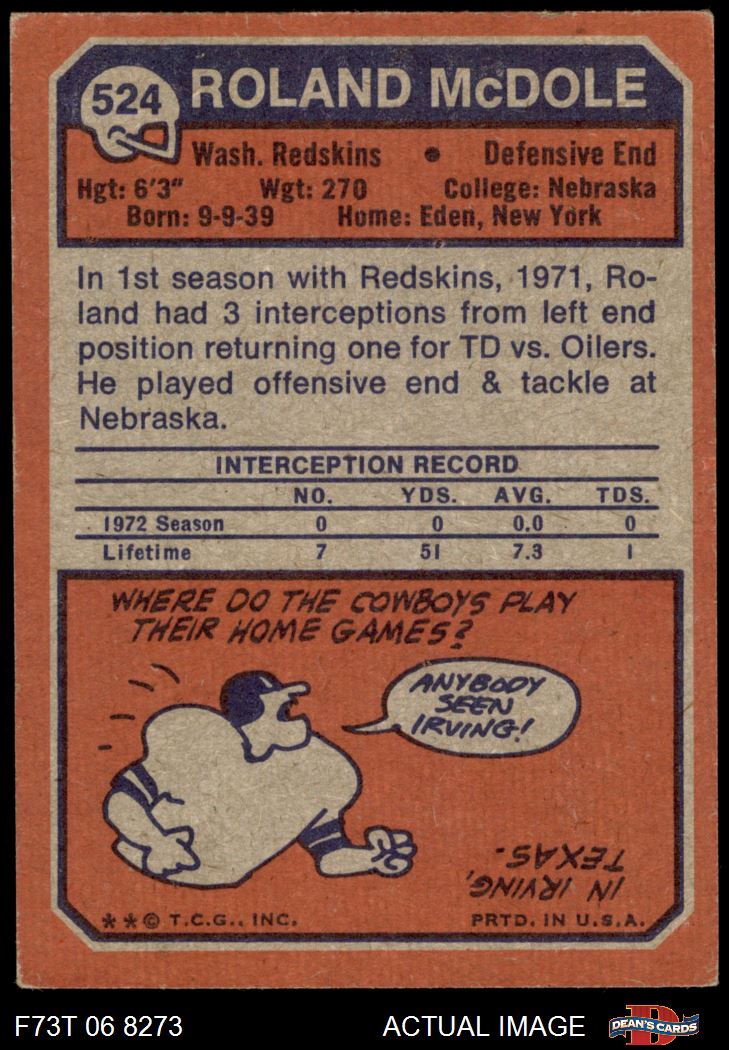 524
ROLAND McDOLE
Wash. Redskins • Defensive End
Hgt: 6'3" Wgt: 270 College: Nebraska
Born: 9-9-39 Home: Eden, New York
In 1st season with Redskins, 1971, Ro-
land had 3 interceptions from left end
position returning one for TD vs. Oilers.
He played offensive end & tackle at
Nebraska.
INTERCEPTION RECORD
NO. YDS. AVG. TDS.
1972 Season 0 0 0.0 0
Lifetime 7 51 7.3 1
WHERE DO THE COWBOYS PLAY
THEIR HOME GAMES?
ANYBODY
SEEN
IRVING!
IN IRVING,
TEXAS.
**© T.C.G., INC. PRTD. IN U.S.A.
F73T 06 8273 ACTUAL IMAGE D DEAN'S CARDS